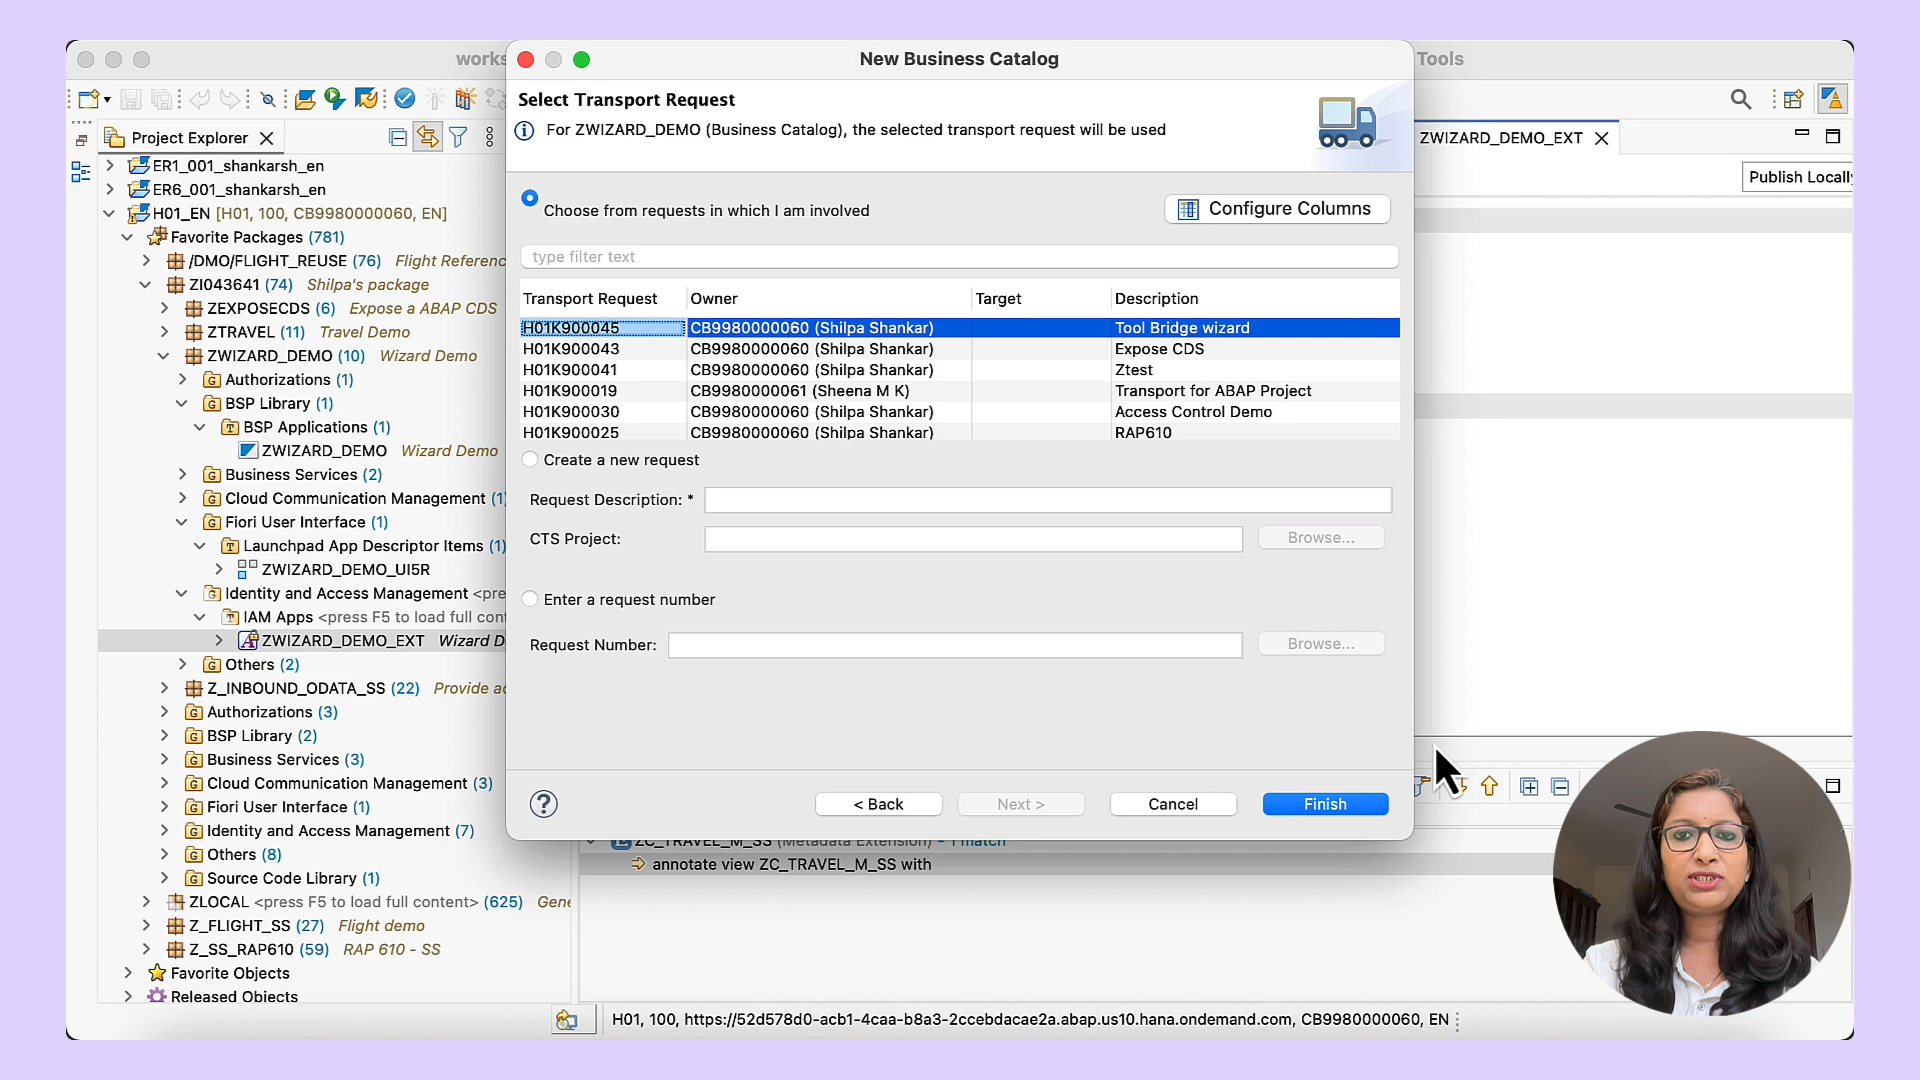 works
New Business Catalog
Tools
Select Transport Request
For ZWIZARD_DEMO (Business Catalog), the selected transport request will be used
Project Explorer
ZWIZARD_DEMO_EXT
Publish Locally
ER1_001_shankarsh_en
ER6_001_shankarsh_en
H01_EN [H01, 100, CB9980000060, EN]
Favorite Packages (781)
/DMO/FLIGHT_REUSE (76) Flight Referenc
ZI043641 (74) Shilpa's package
ZEXPOSECDS (6) Expose a ABAP CDS
ZTRAVEL (11) Travel Demo
ZWIZARD_DEMO (10) Wizard Demo
Authorizations (1)
BSP Library (1)
BSP Applications (1)
ZWIZARD_DEMO Wizard Demo
Business Services (2)
Cloud Communication Management (1)
Fiori User Interface (1)
Launchpad App Descriptor Items (1)
ZWIZARD_DEMO_UI5R
Identity and Access Management <pre
IAM Apps <press F5 to load full cont
ZWIZARD_DEMO_EXT Wizard D
Others (2)
Z_INBOUND_ODATA_SS (22) Provide ac
Authorizations (3)
BSP Library (2)
Business Services (3)
Cloud Communication Management (3)
Fiori User Interface (1)
Identity and Access Management (7)
Others (8)
Source Code Library (1)
ZLOCAL <press F5 to load full content> (625) Gene
Z_FLIGHT_SS (27) Flight demo
Z_SS_RAP610 (59) RAP 610 - SS
Favorite Objects
Released Objects
Choose from requests in which I am involved
Configure Columns
type filter text
Transport Request Owner Target Description
H01K900045 CB9980000060 (Shilpa Shankar) Tool Bridge wizard
H01K900043 CB9980000060 (Shilpa Shankar) Expose CDS
H01K900041 CB9980000060 (Shilpa Shankar) Ztest
H01K900019 CB9980000061 (Sheena M K) Transport for ABAP Project
H01K900030 CB9980000060 (Shilpa Shankar) Access Control Demo
H01K900025 CB9980000060 (Shilpa Shankar) RAP610
Create a new request
Request Description: *
CTS Project:
Browse...
Enter a request number
Request Number:
Browse...
?
< Back
Next >
Cancel
Finish
ZC_TRAVEL_M_SS (Metadata Extension) - 1 match
annotate view ZC_TRAVEL_M_SS with
H01, 100, https://52d578d0-acb1-4caa-b8a3-2ccebdacae2a.abap.us10.hana.ondemand.com, CB9980000060, EN